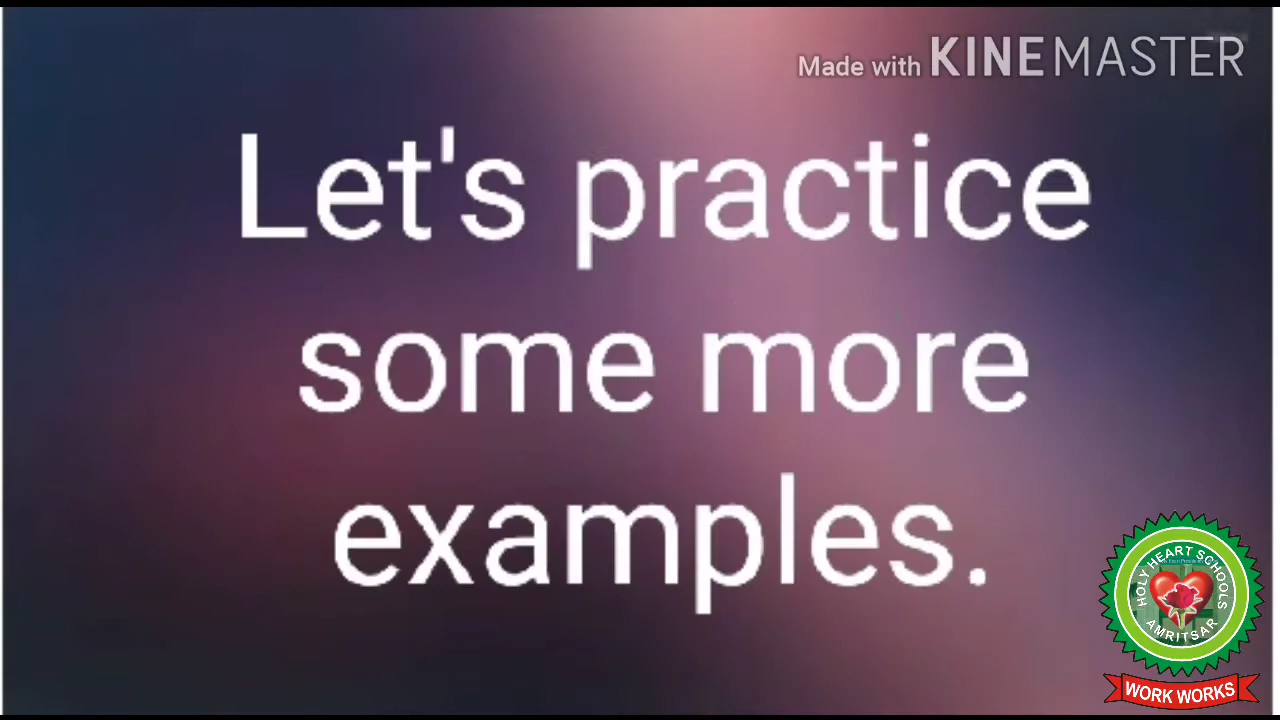 Made with KINEMASTER
Let's practice
some more
examples.
HOLY HEART SCHOOLS
AMRITSAR
WORK WORKS